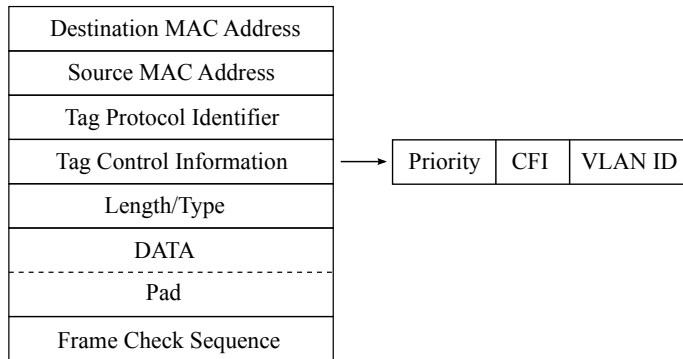 Destination MAC Address
Source MAC Address
Tag Protocol Identifier
Tag Control Information
Priority CFI VLAN ID
Length/Type
DATA
Pad
Frame Check Sequence